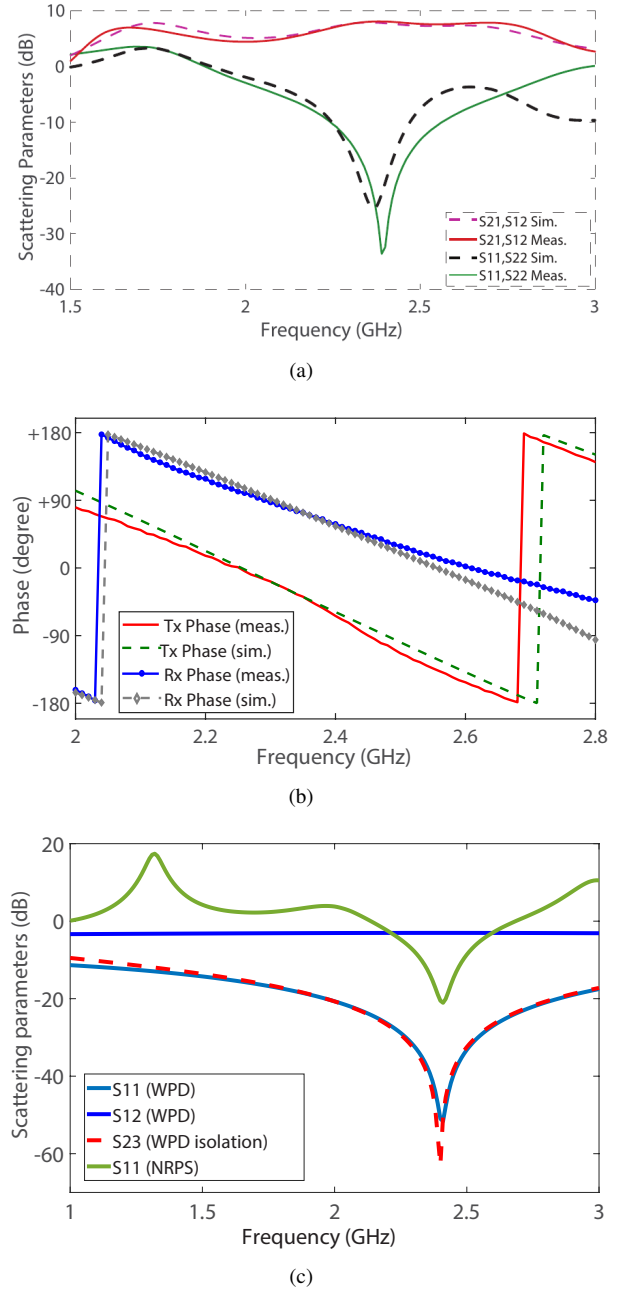 10
0
-10
-20
-30
-40
Scattering Parameters (dB)
S21,S12 Sim.
S21,S12 Meas.
S11,S22 Sim.
S11,S22 Meas.
1.5 2 2.5 3
Frequency (GHz)
(a)
+180
+90
0
-90
-180
Phase (degree)
Tx Phase (meas.)
Tx Phase (sim.)
Rx Phase (meas.)
Rx Phase (sim.)
2 2.2 2.4 2.6 2.8
Frequency (GHz)
(b)
20
0
-20
-40
-60
Scattering parameters (dB)
S11 (WPD)
S12 (WPD)
S23 (WPD isolation)
S11 (NRPS)
1 1.5 2 2.5 3
Frequency (GHz)
(c)